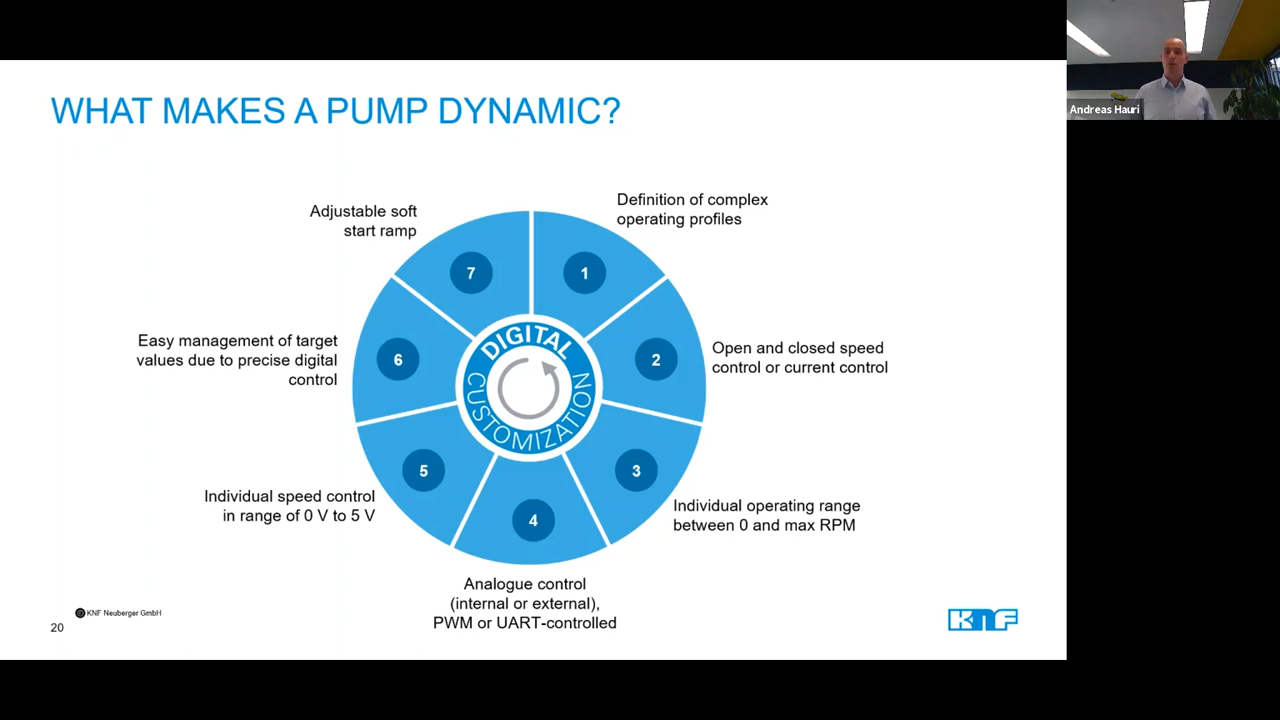 Andreas Hauri
WHAT MAKES A PUMP DYNAMIC?
Definition of complex
operating profiles
Adjustable soft
start ramp
7
1
Easy management of target
values due to precise digital
control
6
2
Open and closed speed
control or current control
DIGITAL
CUSTOMIZATION
5
3
Individual speed control
in range of 0 V to 5 V
Individual operating range
between 0 and max RPM
4
Analogue control
(internal or external),
PWM or UART-controlled
KNF Neuberger GmbH
20
KNF